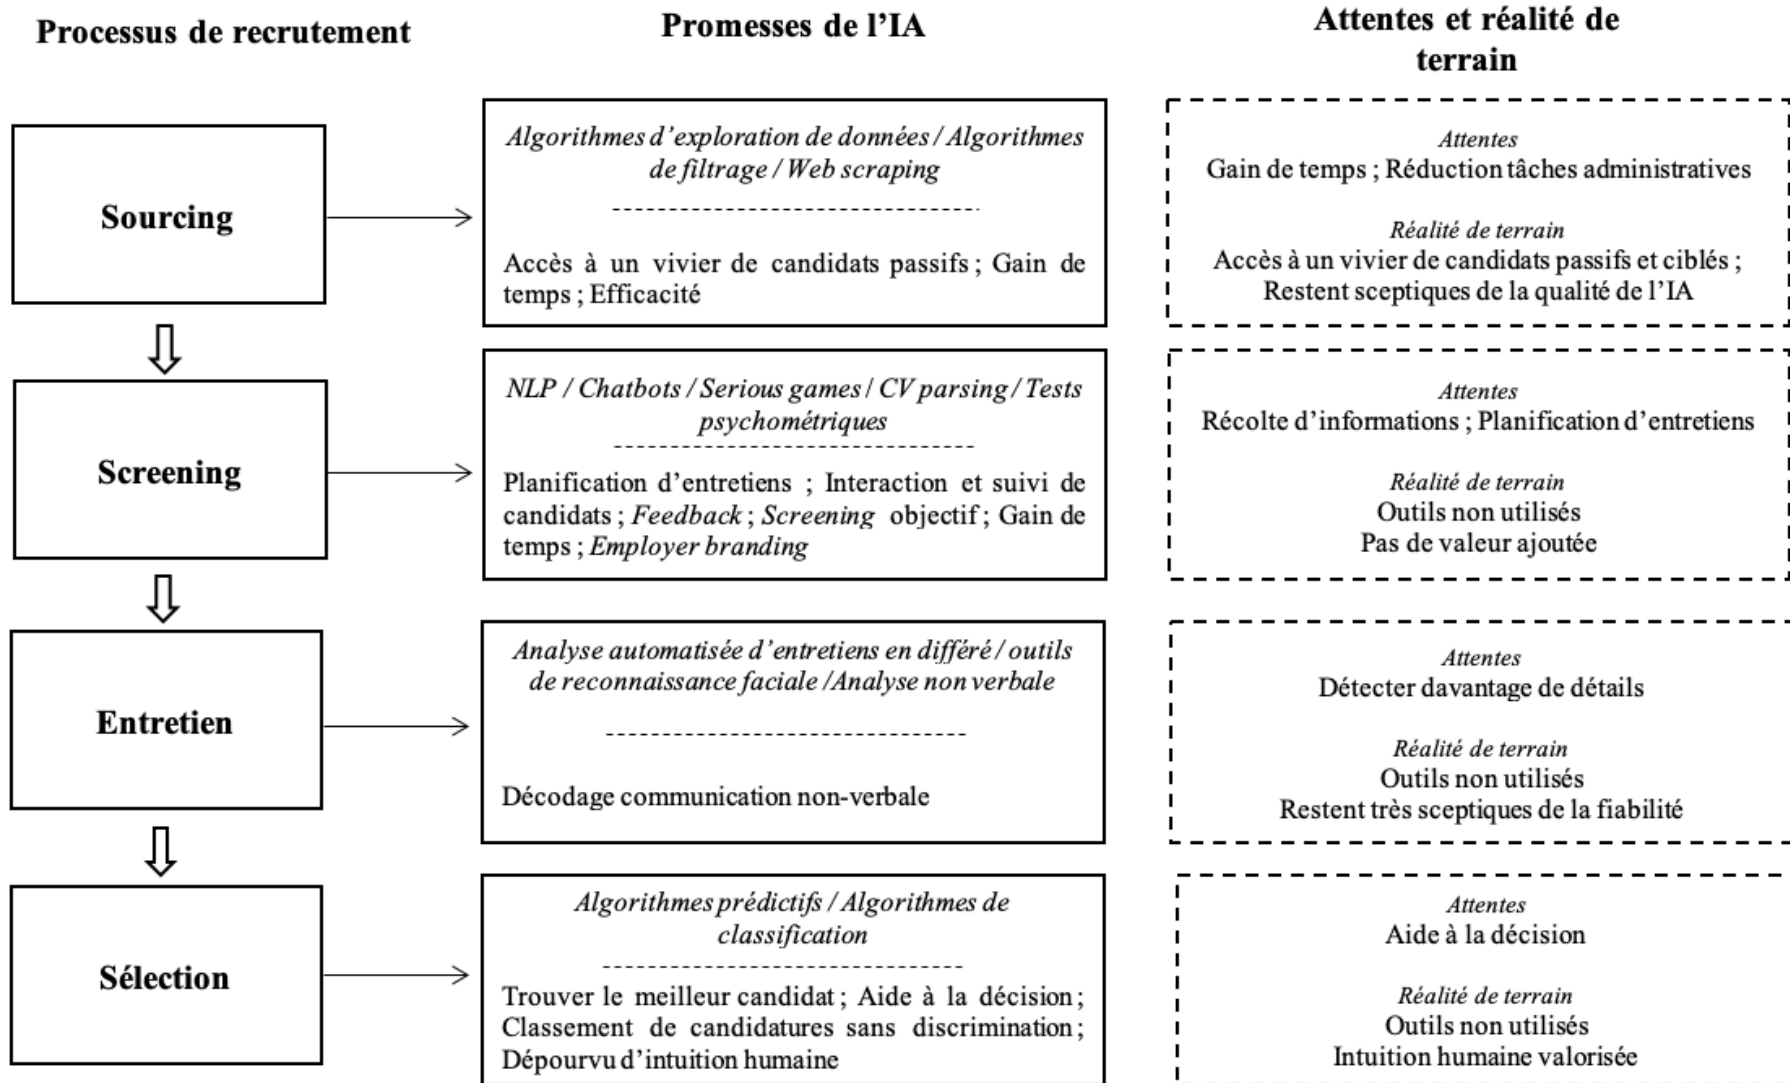 Processus de recrutement
Promesses de l'IA
Attentes et réalité de
terrain
Sourcing
Algorithmes d'exploration de données / Algorithmes
de filtrage / Web scraping
Accès à un vivier de candidats passifs ; Gain de
temps ; Efficacité
Attentes
Gain de temps ; Réduction tâches administratives
Réalité de terrain
Accès à un vivier de candidats passifs et ciblés ;
Restent sceptiques de la qualité de l'IA
Screening
NLP / Chatbots / Serious games / CV parsing / Tests
psychométriques
Planification d'entretiens ; Interaction et suivi de
candidats ; Feedback ; Screening objectif ; Gain de
temps ; Employer branding
Attentes
Récolte d'informations ; Planification d'entretiens
Réalité de terrain
Outils non utilisés
Pas de valeur ajoutée
Entretien
Analyse automatisée d'entretiens en différé / outils
de reconnaissance faciale /Analyse non verbale
Décodage communication non-verbale
Attentes
Détecter davantage de détails
Réalité de terrain
Outils non utilisés
Restent très sceptiques de la fiabilité
Sélection
Algorithmes prédictifs / Algorithmes de
classification
Trouver le meilleur candidat ; Aide à la décision ;
Classement de candidatures sans discrimination ;
Dépourvu d'intuition humaine
Attentes
Aide à la décision
Réalité de terrain
Outils non utilisés
Intuition humaine valorisée